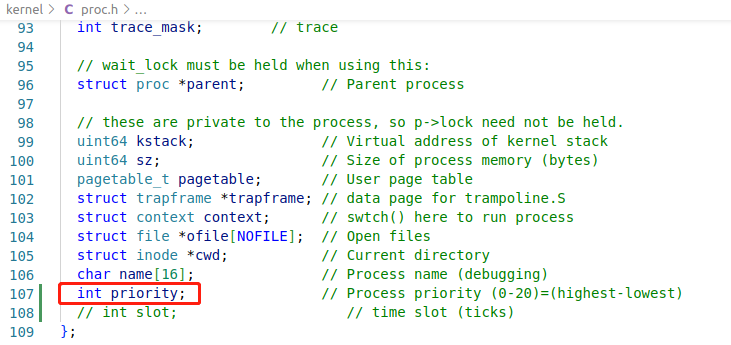 kernel > C proc.h > ...
93 int trace_mask; // trace
94
95 // wait_lock must be held when using this:
96 struct proc *parent; // Parent process
97
98 // these are private to the process, so p->lock need not be held.
99 uint64 kstack; // Virtual address of kernel stack
100 uint64 sz; // Size of process memory (bytes)
101 pagetable_t pagetable; // User page table
102 struct trapframe *trapframe; // data page for trampoline.S
103 struct context context; // swtch() here to run process
104 struct file *ofile[NOFILE]; // Open files
105 struct inode *cwd; // Current directory
106 char name[16]; // Process name (debugging)
107 int priority; // Process priority (0-20)=(highest-lowest)
108 // int slot; // time slot (ticks)
109 };